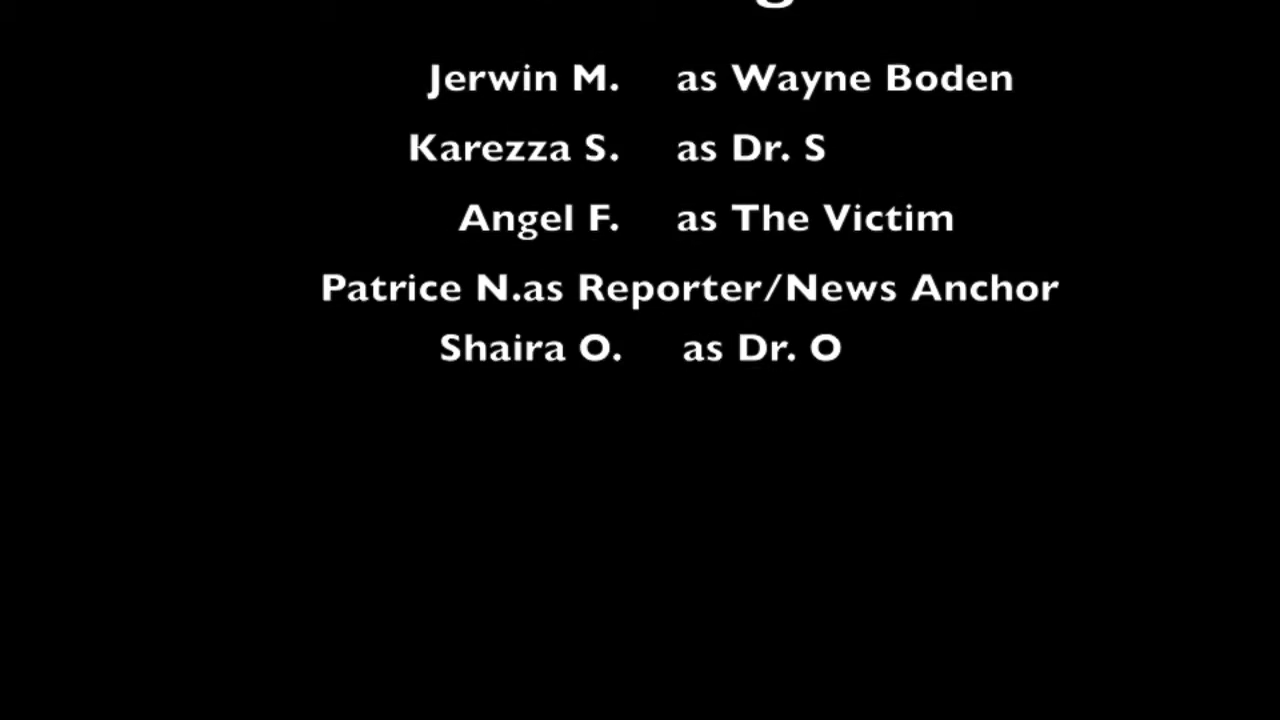 Jerwin M. as Wayne Boden
Karezza S. as Dr. S
Angel F. as The Victim
Patrice N.as Reporter/News Anchor
Shaira O. as Dr. O